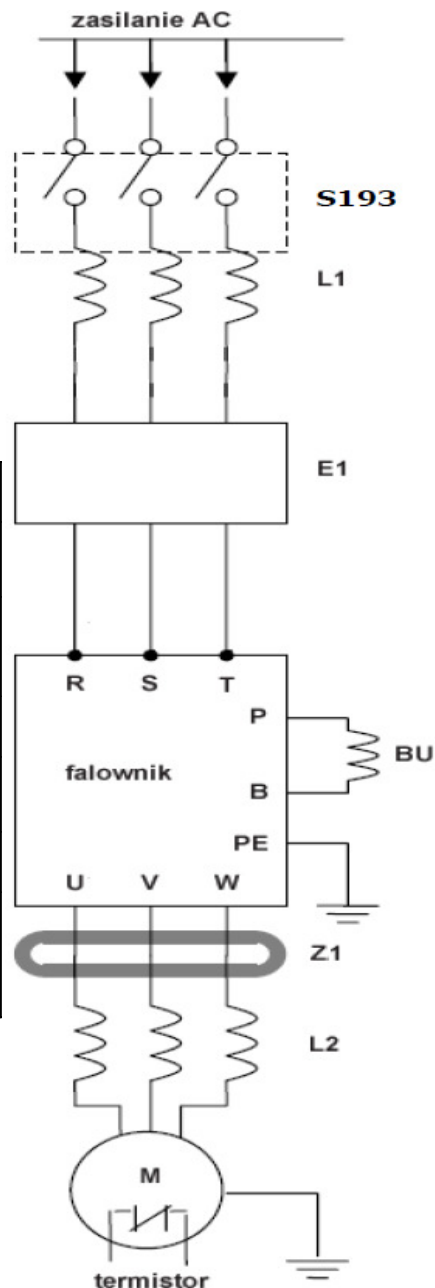 zasilanie AC
S193
L1
E1
R S T
P
falownik
BU
B
PE
U V W
Z1
L2
M
termistor